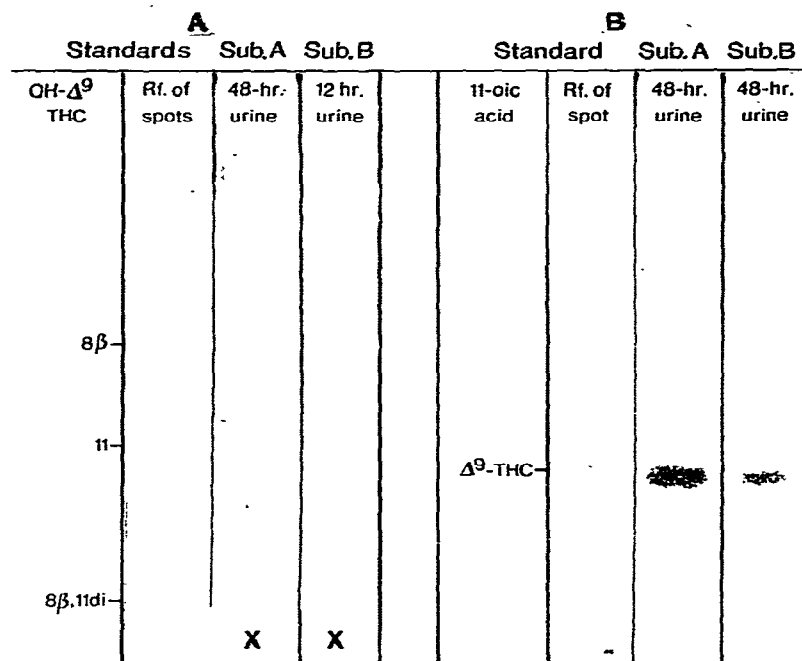 A B
Standards Sub.A Sub.B Standard Sub.A Sub.B
OH-Δ⁹ Rf. of 48-hr. 12 hr. 11-oic Rf. of 48-hr. 48-hr.
THC spots urine urine acid spot urine urine
8β
11
Δ⁹-THC
8β,11di
X X